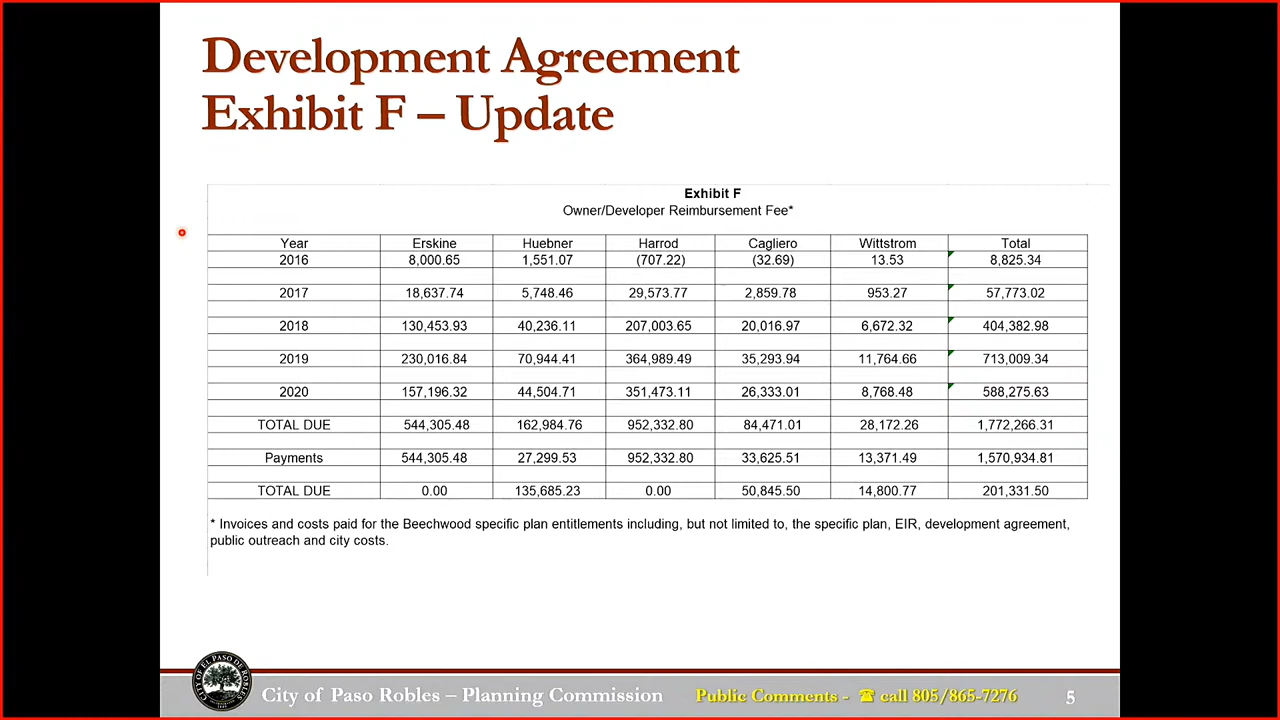 Development Agreement
Exhibit F – Update
Exhibit F
Owner/Developer Reimbursement Fee*
Year Erskine Huebner Harrod Cagliero Wittstrom Total
2016 8,000.65 1,551.07 (707.22) (32.69) 13.53 8,825.34
2017 18,637.74 5,748.46 29,573.77 2,859.78 953.27 57,773.02
2018 130,453.93 40,236.11 207,003.65 20,016.97 6,672.32 404,382.98
2019 230,016.84 70,944.41 364,989.49 35,293.94 11,764.66 713,009.34
2020 157,196.32 44,504.71 351,473.11 26,333.01 8,768.48 588,275.63
TOTAL DUE 544,305.48 162,984.76 952,332.80 84,471.01 28,172.26 1,772,266.31
Payments 544,305.48 27,299.53 952,332.80 33,625.51 13,371.49 1,570,934.81
TOTAL DUE 0.00 135,685.23 0.00 50,845.50 14,800.77 201,331.50
* Invoices and costs paid for the Beechwood specific plan entitlements including, but not limited to, the specific plan, EIR, development agreement,
public outreach and city costs.
CITY OF EL PASO DE ROBLES
City of Paso Robles – Planning Commission Public Comments - ☎ call 805/865-7276 5